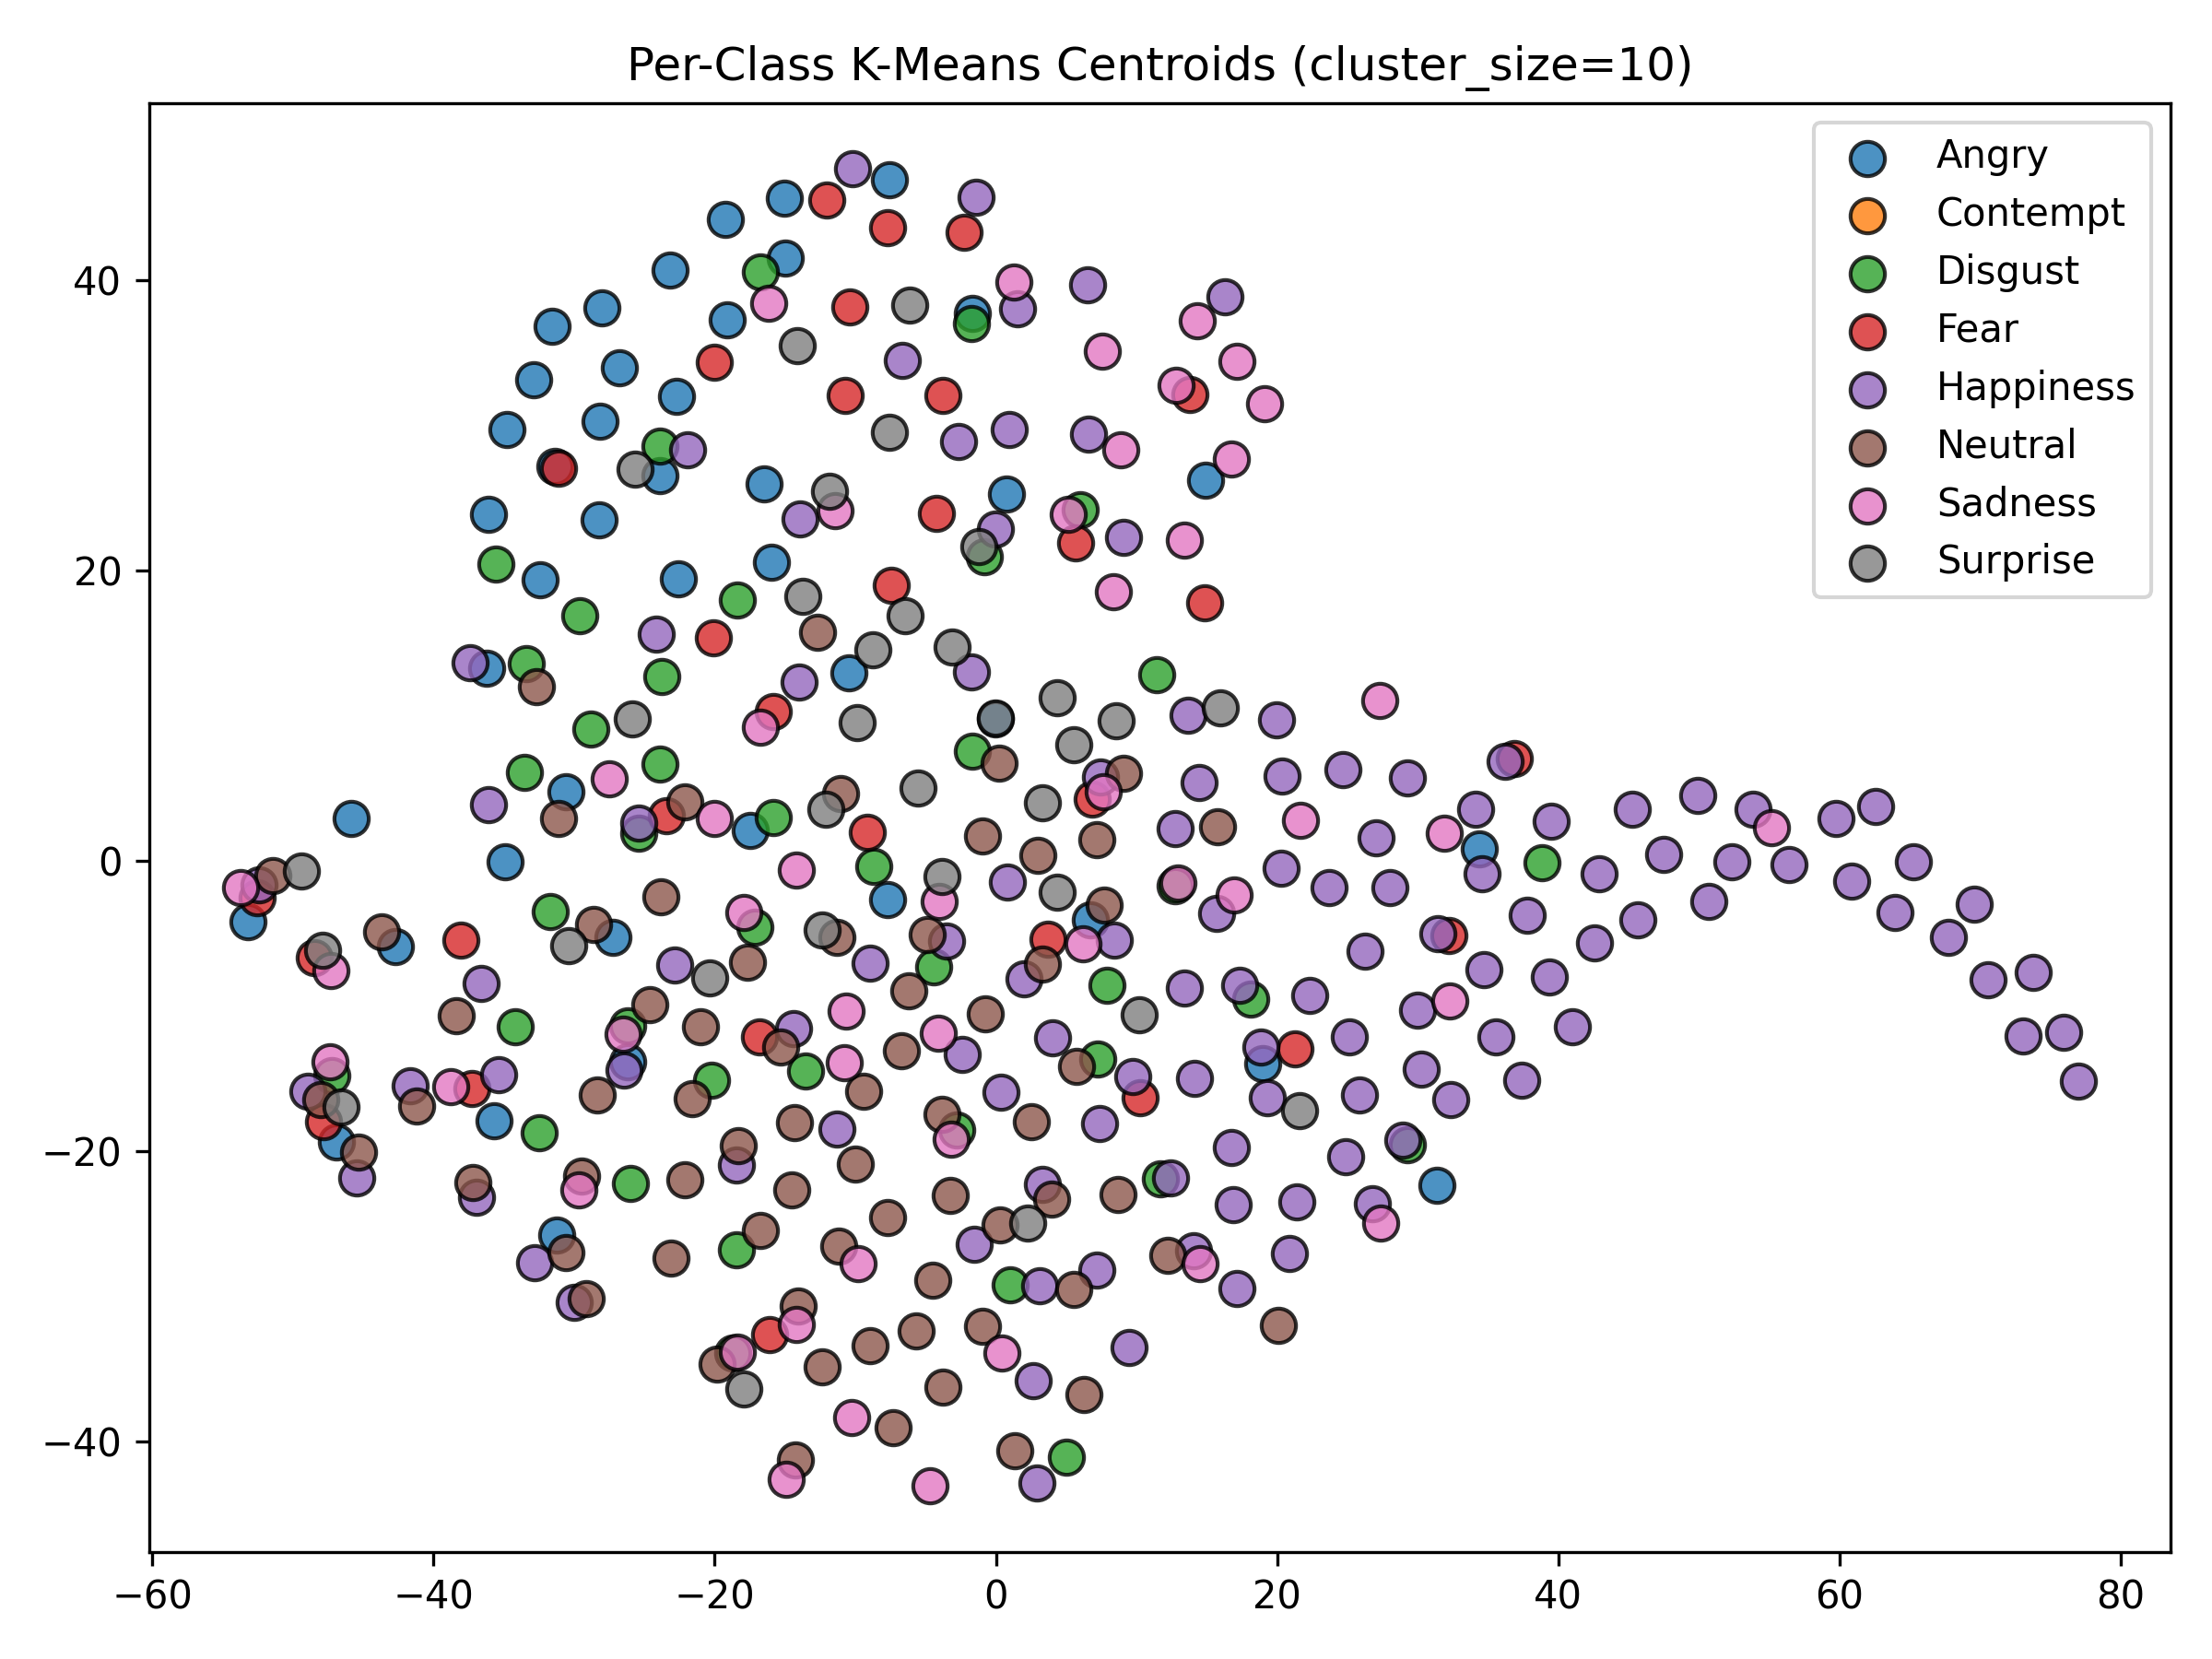 Per-Class K-Means Centroids (cluster_size=10)
Angry
Contempt
Disgust
Fear
Happiness
Neutral
Sadness
Surprise
40
20
0
−20
−40
−60 −40 −20 0 20 40 60 80